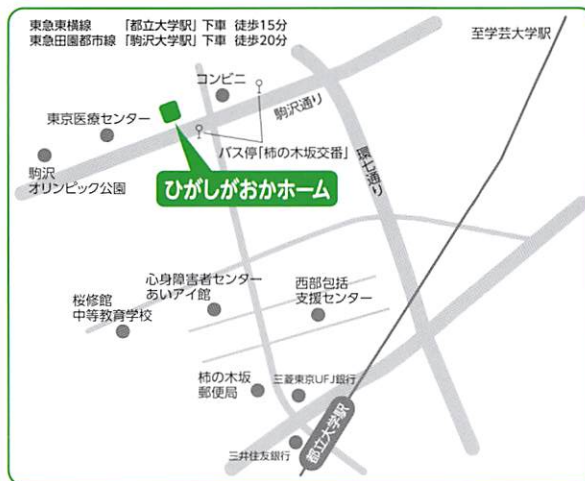 東急東横線 「都立大学駅」下車 徒歩15分
東急田園都市線 「駒沢大学駅」下車 徒歩20分
至学芸大学駅
コンビニ
駒沢通り
東京医療センター
バス停「柿の木坂交番」
環七通り
駒沢
オリンピック公園
ひがしがおかホーム
心身障害者センター
あいアイ館
西部包括
支援センター
桜修館
中等教育学校
柿の木坂
郵便局
三菱東京UFJ銀行
都立大学駅
三井住友銀行